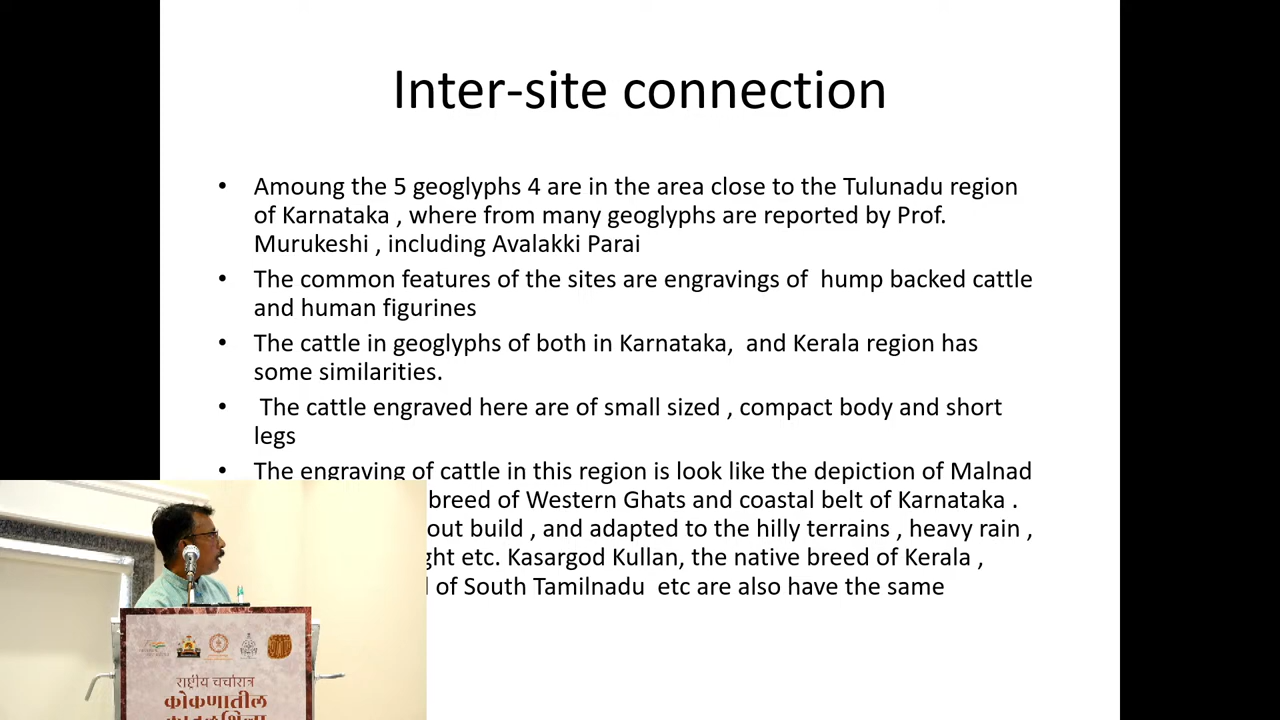 Inter-site connection
• Amoung the 5 geoglyphs 4 are in the area close to the Tulunadu region
of Karnataka , where from many geoglyphs are reported by Prof.
Murukeshi , including Avalakki Parai
• The common features of the sites are engravings of hump backed cattle
and human figurines
• The cattle in geoglyphs of both in Karnataka, and Kerala region has
some similarities.
• The cattle engraved here are of small sized , compact body and short
legs
• The engraving of cattle in this region is look like the depiction of Malnad
breed of Western Ghats and coastal belt of Karnataka .
out build , and adapted to the hilly terrains , heavy rain ,
etc. Kasargod Kullan, the native breed of Kerala ,
of South Tamilnadu etc are also have the same
राष्ट्रीय चर्चासत्र
कोकणातील